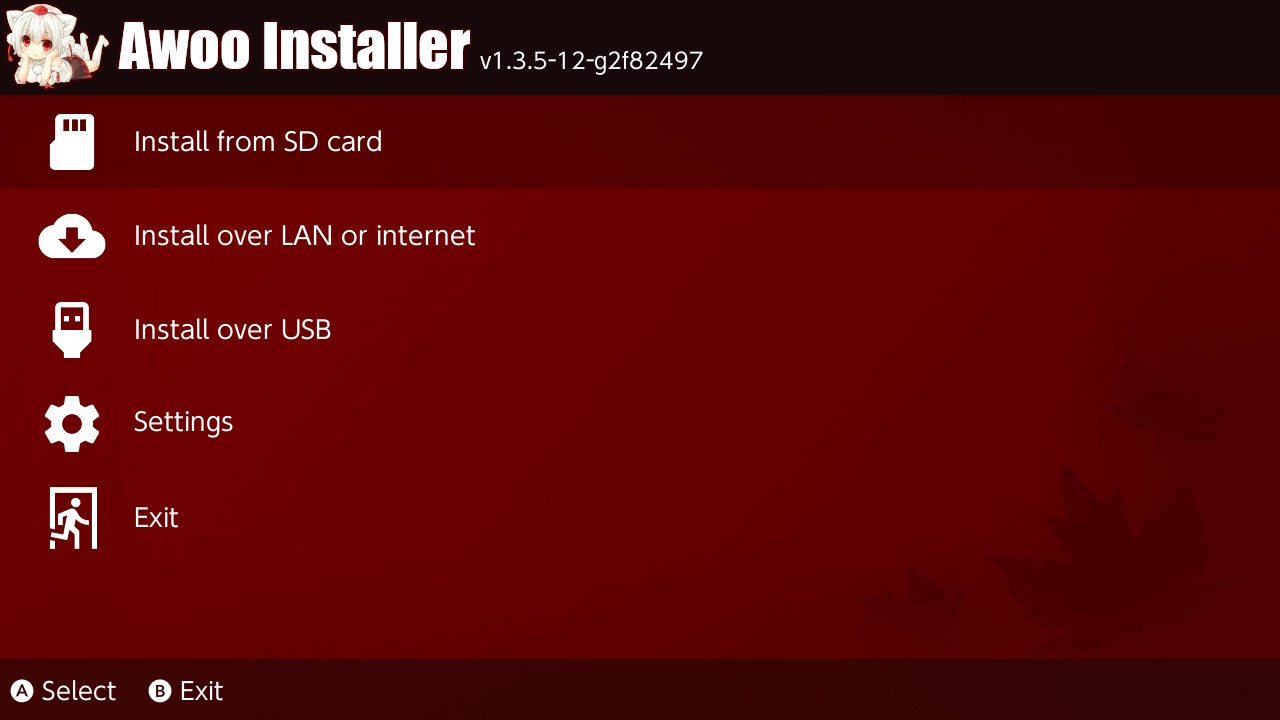 Awoo Installer v1.3.5-12-g2f82497
Install from SD card
Install over LAN or internet
Install over USB
Settings
Exit
A Select B Exit